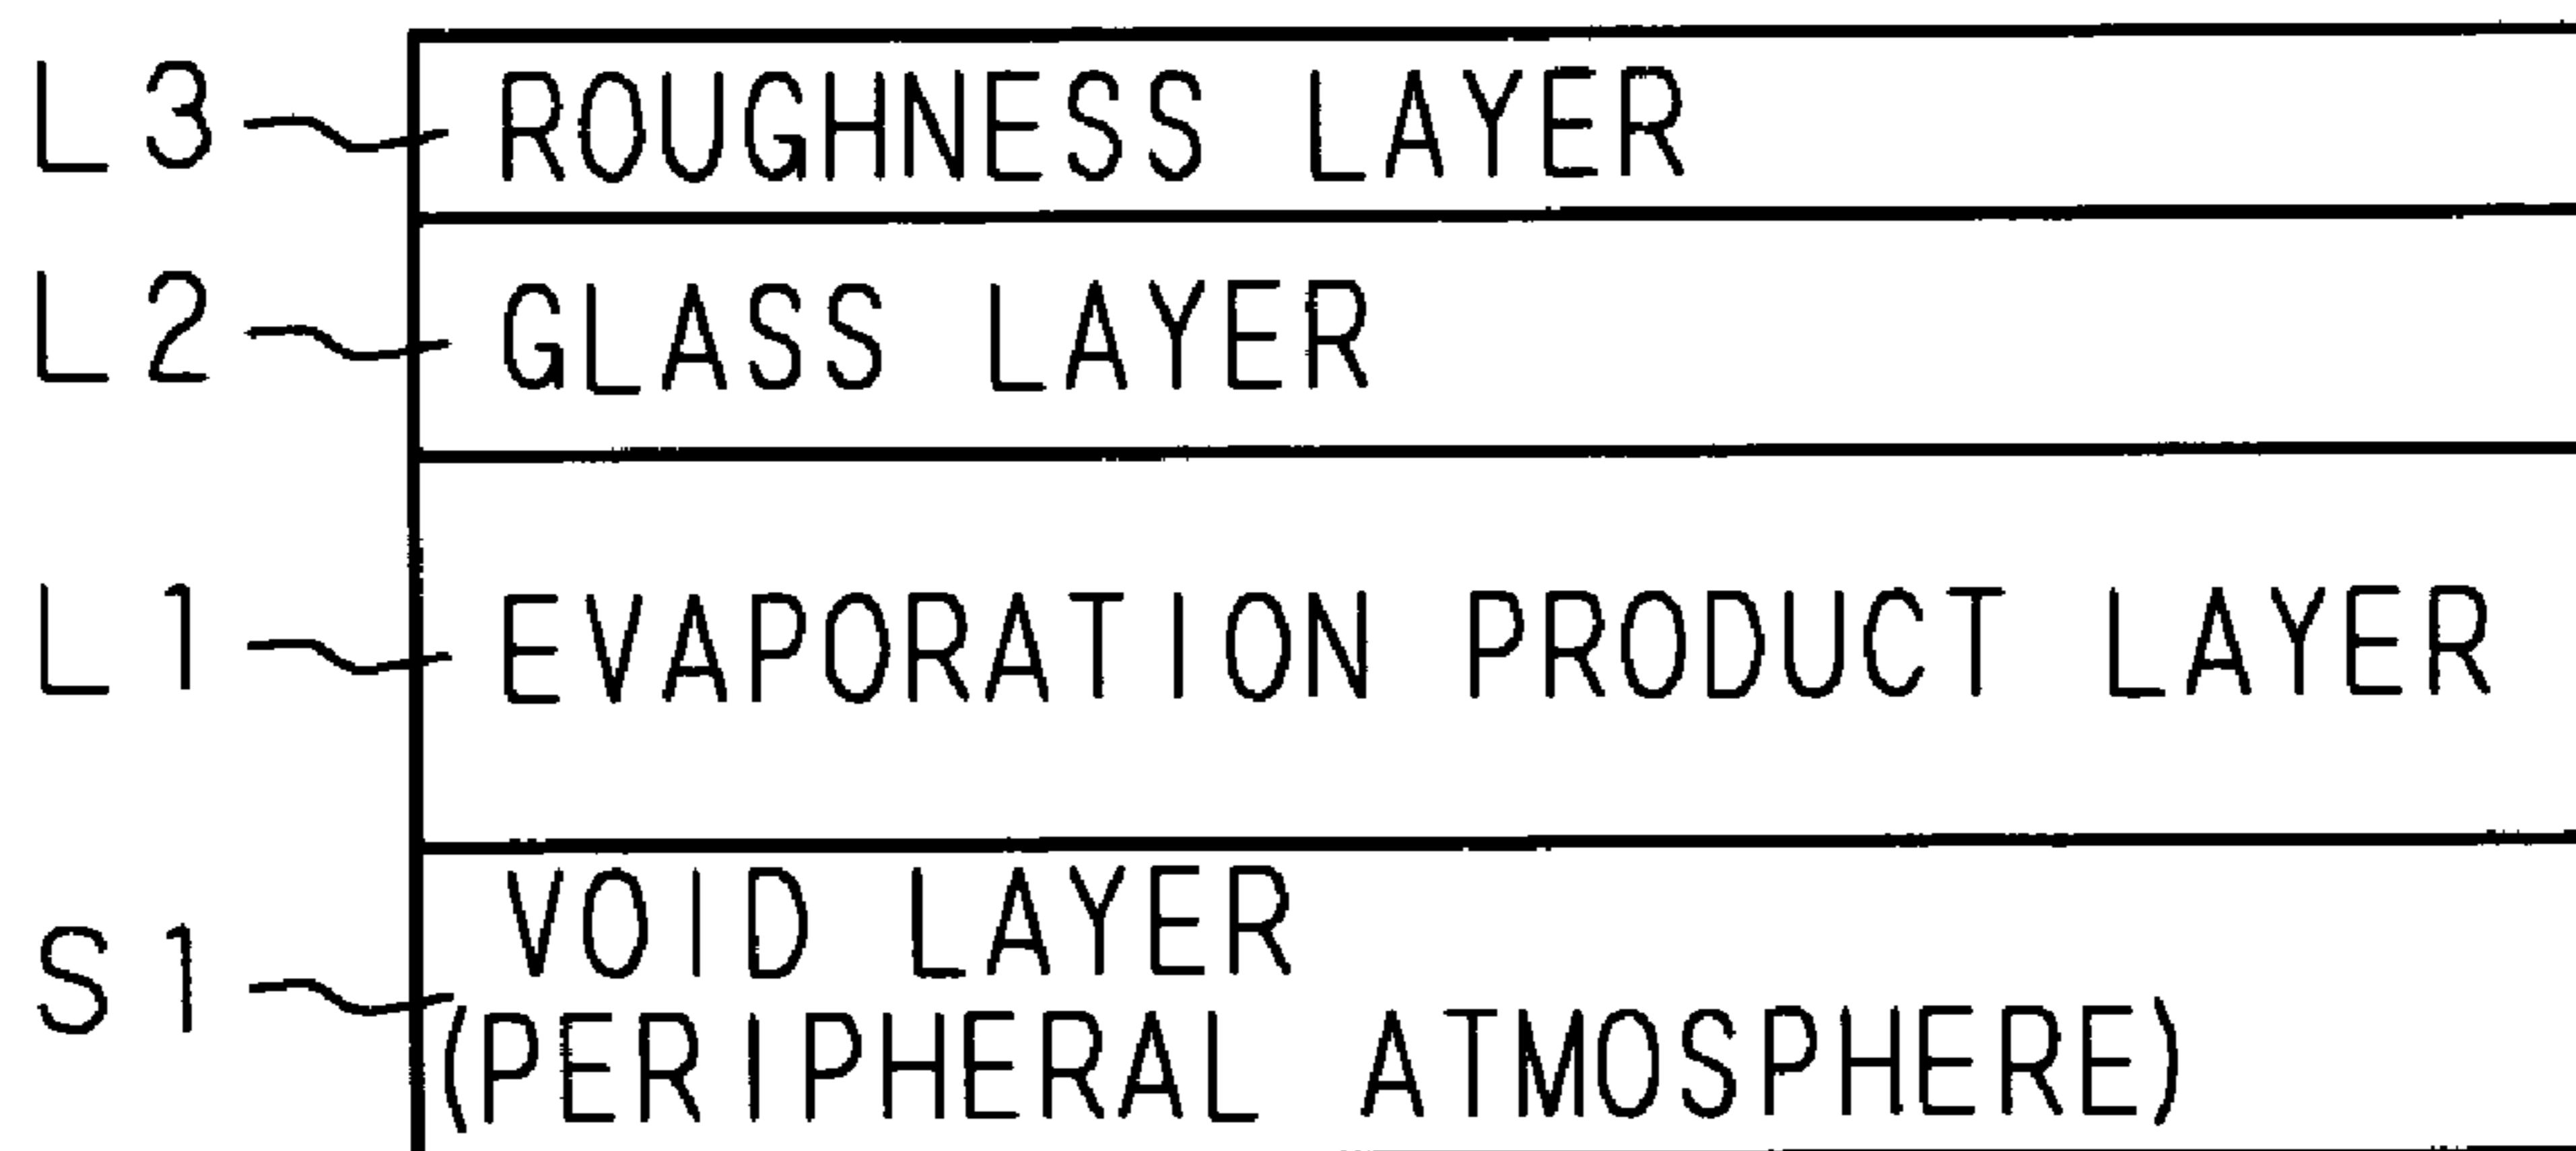 L3 ROUGHNESS LAYER
L2 GLASS LAYER
L1 EVAPORATION PRODUCT LAYER
S1 VOID LAYER
(PERIPHERAL ATMOSPHERE)